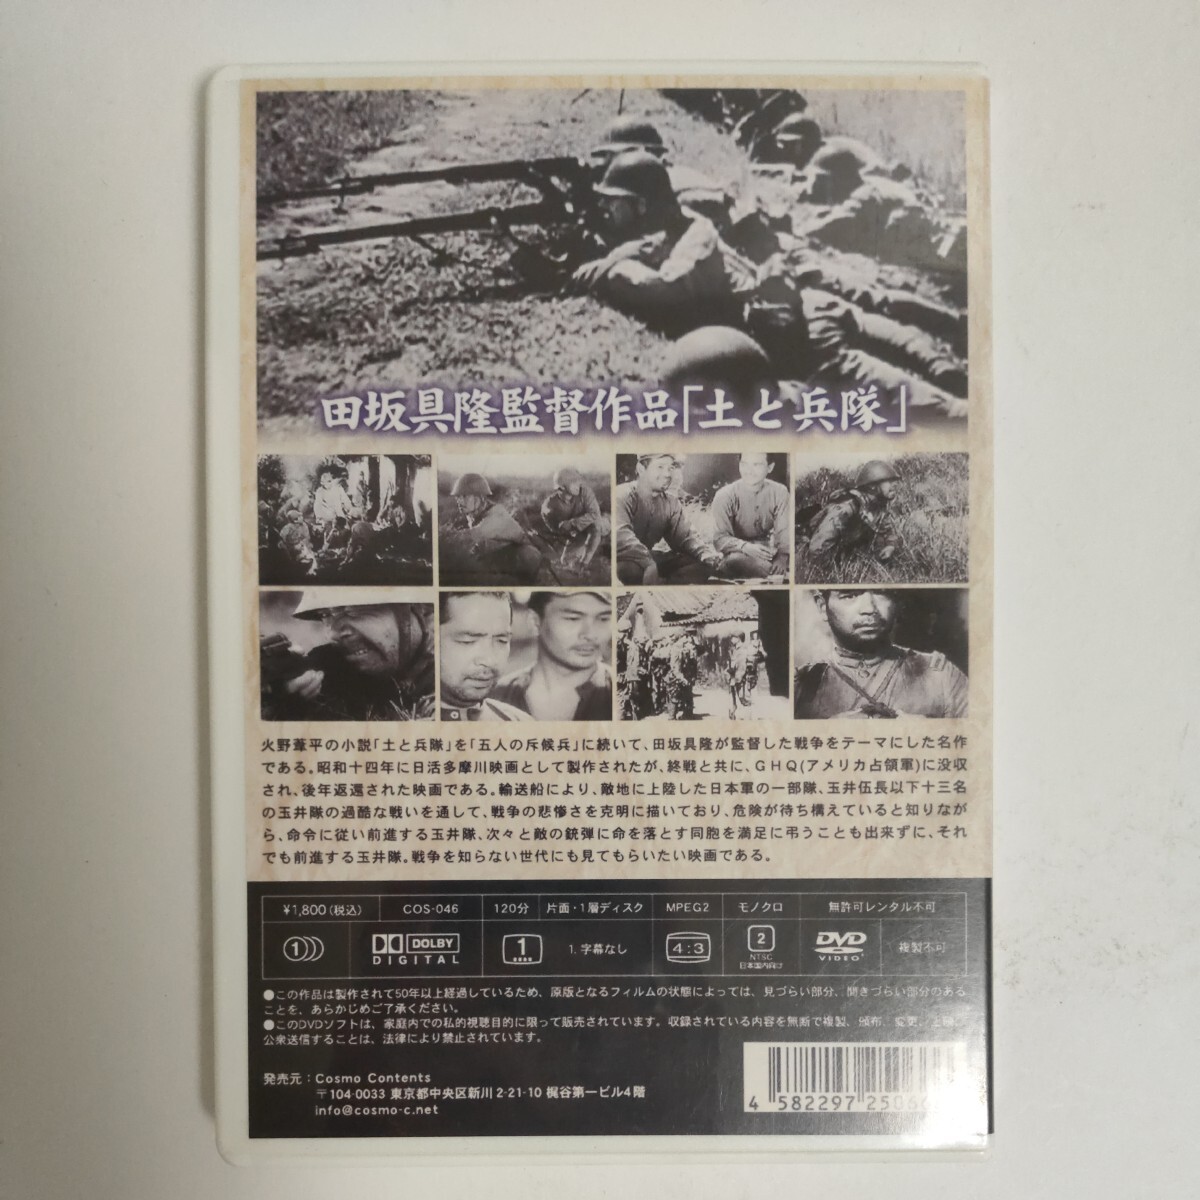 田坂具隆監督作品「土と兵隊」
火野葦平の小説「土と兵隊」を「五人の斥候兵」に続いて、田坂具隆が監督した戦争をテーマにした名作
である。昭和十四年に日活多摩川映画として製作されたが、終戦と共に、GHQ(アメリカ占領軍)に没収
され、後年返還された映画である。輸送船により、敵地に上陸した日本軍の一部隊、玉井伍長以下十三名
の玉井隊の過酷な戦いを通して、戦争の悲惨さを克明に描いており、危険が待ち構えていると知りなが
ら、命令に従い前進する玉井隊、次々と敵の銃弾に命を落とす同胞を満足に弔うことも出来ずに、それ
でも前進する玉井隊。戦争を知らない世代にも見てもらいたい映画である。
¥1,800(税込) COS-046 120分 片面・1層ディスク MPEG2 モノクロ 無許可レンタル不可
1 DOLBY DIGITAL 1 1.字幕なし 4:3 2 NTSC 日本国内向け DVD VIDEO 複製不可
●この作品は製作されて50年以上経過しているため、原版となるフィルムの状態によっては、見づらい部分、聞きづらい部分のある
ことを、あらかじめご了承ください。
●このDVDソフトは、家庭内での私的視聴目的に限って販売されています。収録されている内容を無断で複製、頒布、変更、上映、
公衆送信することは、法律により禁止されています。
発売元：Cosmo Contents
〒104-0033 東京都中央区新川2-21-10 梶谷第一ビル4階
info@cosmo-c.net
4 582297 250